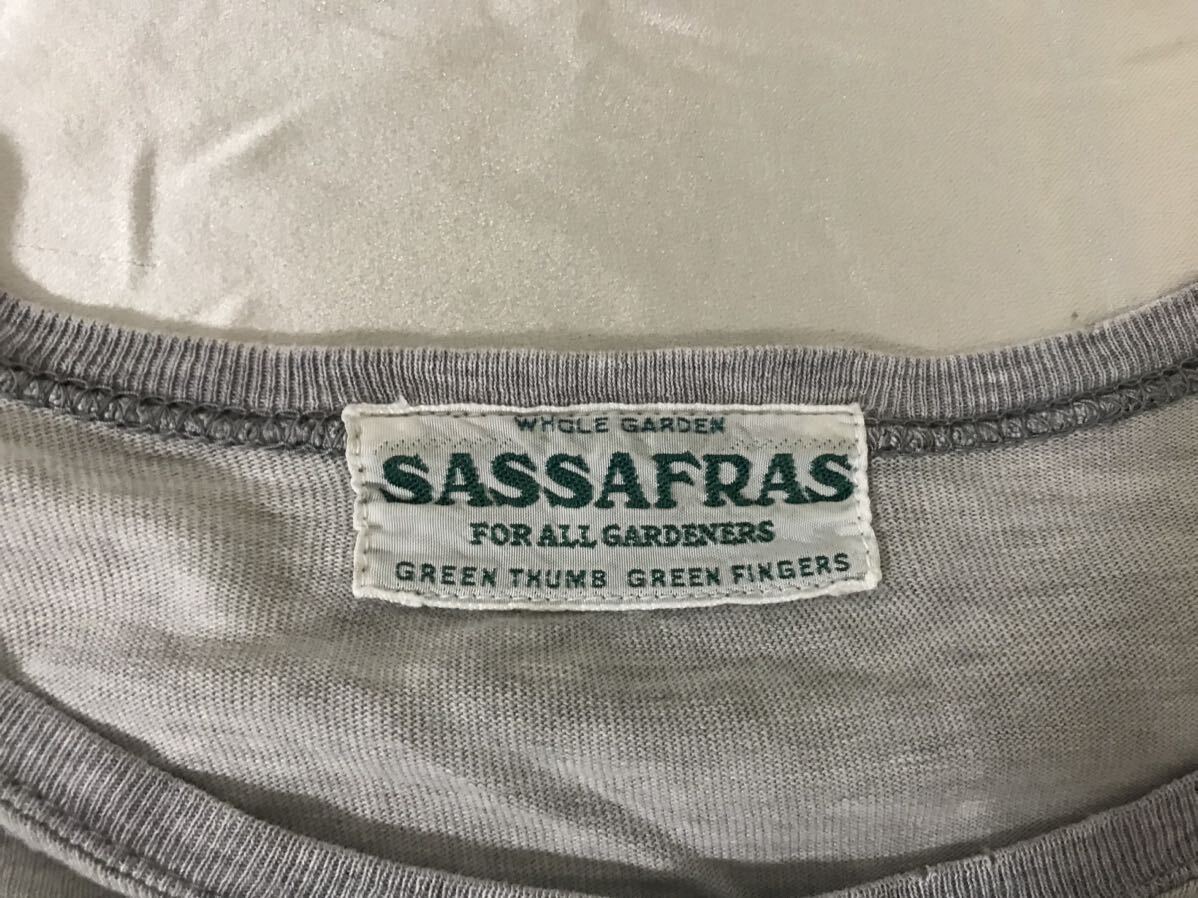 WHOLE GARDEN
SASSAFRAS
FOR ALL GARDENERS
GREEN THUMB GREEN FINGERS